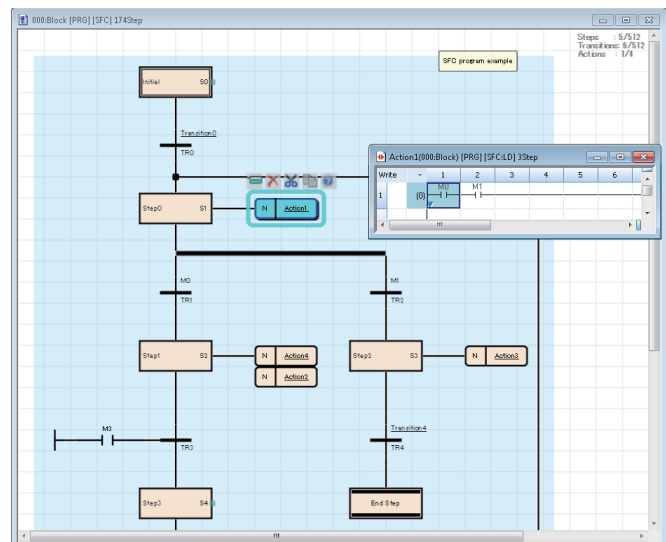 000:Block [PRG] [SFC] 174Step
Steps : 5/512
Transitions: 6/512
Actions : 1/4
SFC program example
Initial S0
Transition0
TR0
Action1(000:Block) [PRG] [SFC:LD] 3Step
Write 1 2 3 4 5 6
M0 M1
1 (0)
Step0 S1
N Action1
M0 M1
TR1 TR2
Step1 S2
N Action4
N Action2
Step2 S3
N Action3
M3
TR3
Transition4
TR4
Step3 S4
End Step